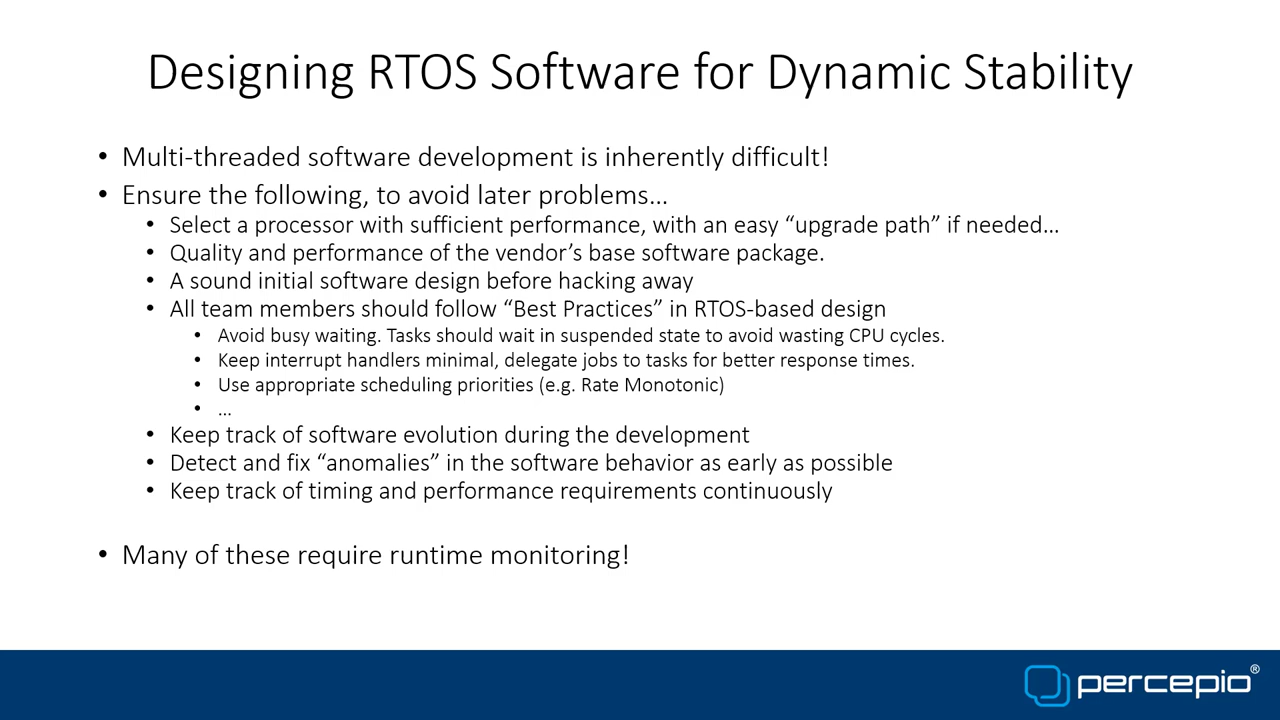 Designing RTOS Software for Dynamic Stability
• Multi-threaded software development is inherently difficult!
• Ensure the following, to avoid later problems…
• Select a processor with sufficient performance, with an easy “upgrade path” if needed…
• Quality and performance of the vendor’s base software package.
• A sound initial software design before hacking away
• All team members should follow “Best Practices” in RTOS-based design
• Avoid busy waiting. Tasks should wait in suspended state to avoid wasting CPU cycles.
• Keep interrupt handlers minimal, delegate jobs to tasks for better response times.
• Use appropriate scheduling priorities (e.g. Rate Monotonic)
• …
• Keep track of software evolution during the development
• Detect and fix “anomalies” in the software behavior as early as possible
• Keep track of timing and performance requirements continuously
• Many of these require runtime monitoring!
percepio®